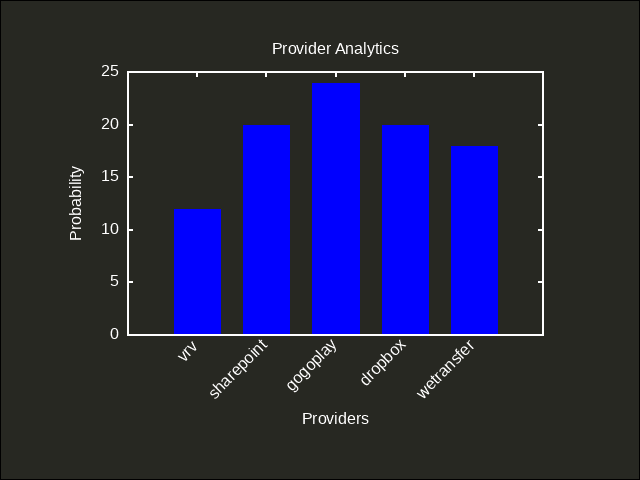 Provider Analytics
25
20
15
10
5
0
Probability
vrv
sharepoint
gogoplay
dropbox
wetransfer
Providers